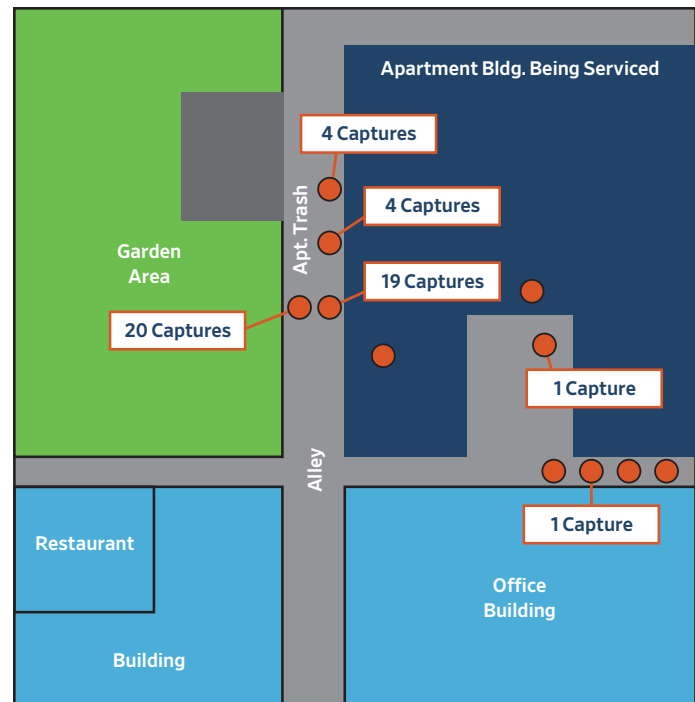 Apartment Bldg. Being Serviced
4 Captures
4 Captures
Apt. Trash
Garden
Area
19 Captures
20 Captures
1 Capture
Alley
1 Capture
Restaurant
Office
Building
Building